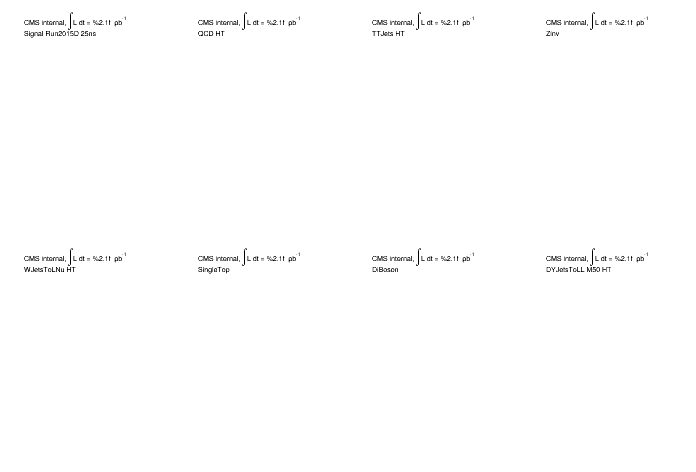 CMS internal, ∫L dt = %2.1f pb⁻¹
Signal Run2015D 25ns
CMS internal, ∫L dt = %2.1f pb⁻¹
QCD HT
CMS internal, ∫L dt = %2.1f pb⁻¹
TTJets HT
CMS internal, ∫L dt = %2.1f pb⁻¹
Zinv
CMS internal, ∫L dt = %2.1f pb⁻¹
WJetsToLNu HT
CMS internal, ∫L dt = %2.1f pb⁻¹
SingleTop
CMS internal, ∫L dt = %2.1f pb⁻¹
DiBoson
CMS internal, ∫L dt = %2.1f pb⁻¹
DYJetsToLL M50 HT